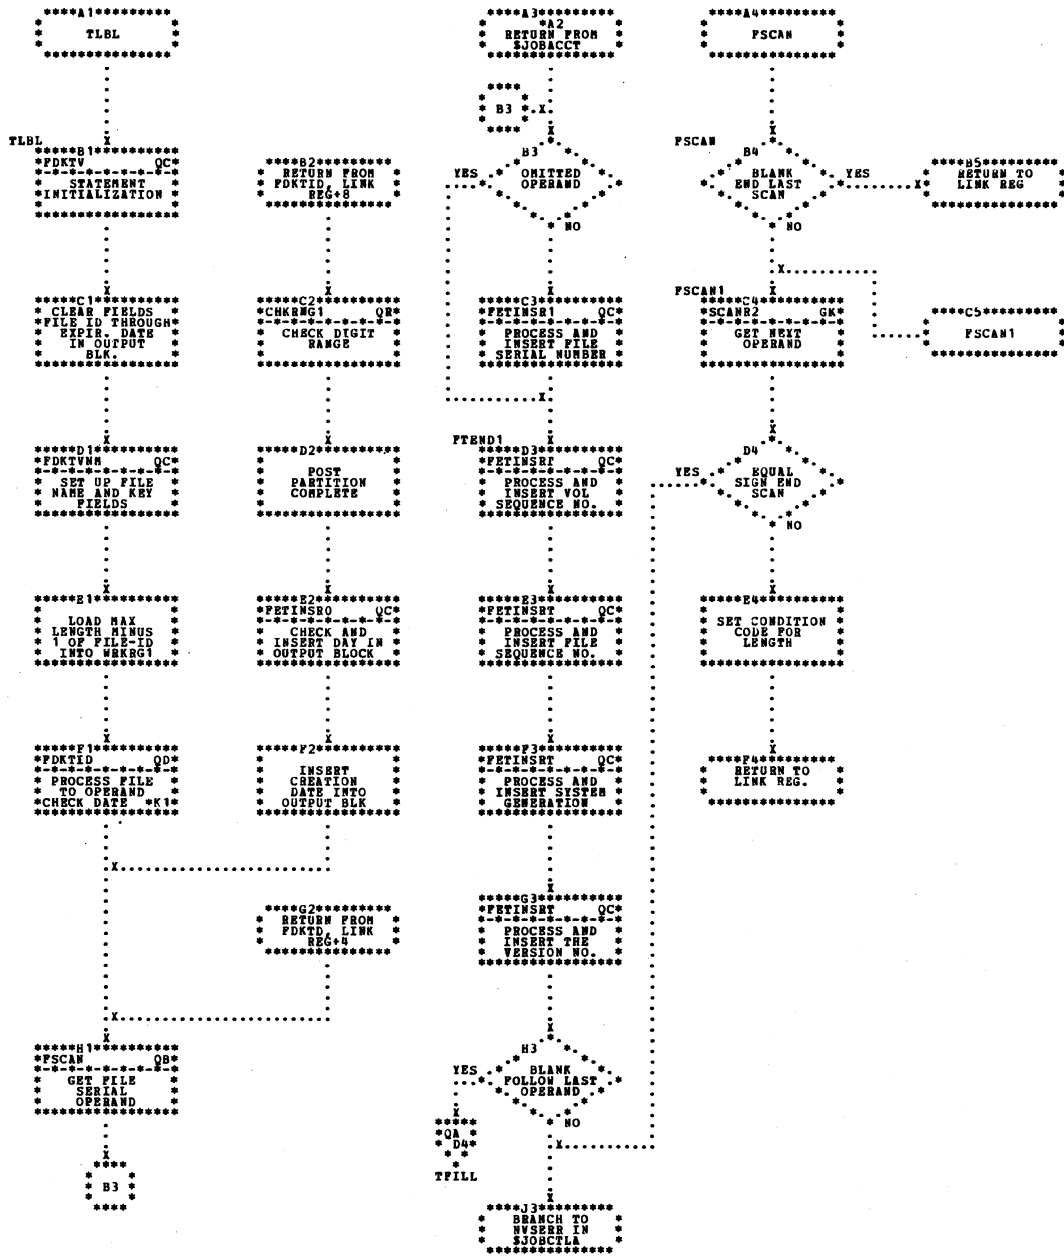 A1
TLBL
TLBL
B1
FDKTV QC
STATEMENT
INITIALIZATION
C1
CLEAR FIELDS
FILE ID THROUGH
EXPIR. DATE
IN OUTPUT
BLK.
D1
FDKTVNM QC
SET UP FILE
NAME AND KEY
FIELDS
E1
LOAD MAX
LENGTH MINUS
1 OF FILE-ID
INTO WRKRG1
F1
FDKTID QD
PROCESS FILE
TO OPERAND
CHECK DATE *K1*
H1
FSCAN QB
GET FILE
SERIAL
OPERAND
B3
B2
RETURN FROM
FDKTID, LINK
REG+8
C2
CHKRNG1 QR
CHECK DIGIT
RANGE
D2
POST
PARTITION
COMPLETE
E2
FETINSRO QC
CHECK AND
INSERT DAY IN
OUTPUT BLOCK
F2
INSERT
CREATION
DATE INTO
OUTPUT BLK
G2
RETURN FROM
FDKTD, LINK
REG+4
A3
*A2
RETURN FROM
$JOBACCT
B3
B3
OMITTED
OPERAND
YES
NO
C3
FETINSR1 QC
PROCESS AND
INSERT FILE
SERIAL NUMBER
FTEND1
D3
FETINSRT QC
PROCESS AND
INSERT VOL
SEQUENCE NO.
E3
FETINSRT QC
PROCESS AND
INSERT FILE
SEQUENCE NO.
F3
FETINSRT QC
PROCESS AND
INSERT SYSTEM
GENERATION
G3
FETINSRT QC
PROCESS AND
INSERT THE
VERSION NO.
H3
BLANK
FOLLOW LAST
OPERAND
YES
NO
QA
D4
TFILL
J3
BRANCH TO
NVSERR IN
$JOBCTLA
A4
FSCAN
FSCAN
B4
BLANK
END LAST
SCAN
YES
NO
B5
RETURN TO
LINK REG
FSCAN1
C4
SCANR2 GK
GET NEXT
OPERAND
C5
FSCAN1
D4
EQUAL
SIGN END
SCAN
YES
NO
E4
SET CONDITION
CODE FOR
LENGTH
F4
RETURN TO
LINK REG.